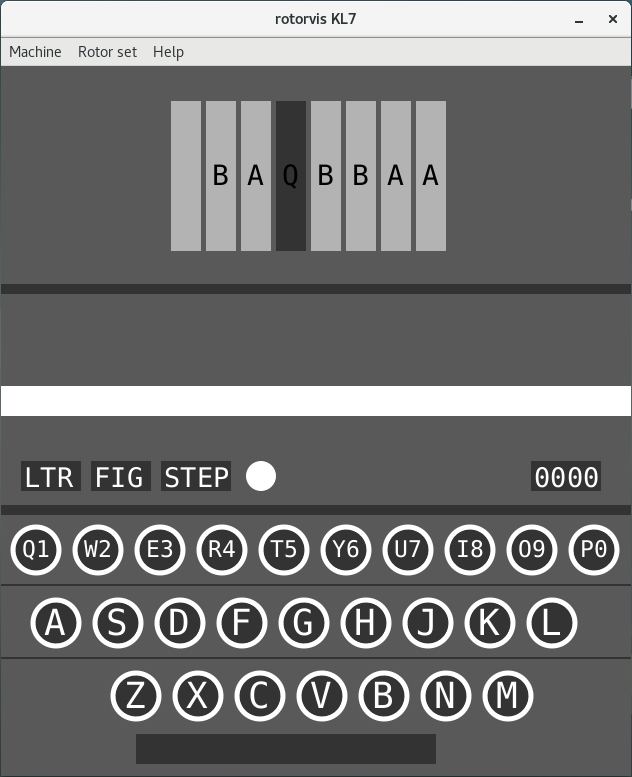 rotorvis KL7
Machine Rotor set Help
B A Q B B A A
LTR FIG STEP 0000
Q1 W2 E3 R4 T5 Y6 U7 I8 O9 P0
A S D F G H J K L
Z X C V B N M